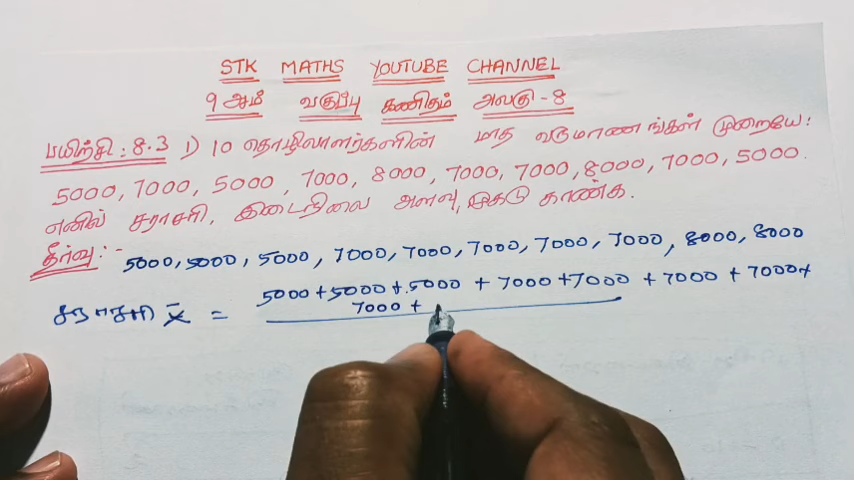 STK MATHS YOUTUBE CHANNEL
9 ஆம் வகுப்பு கணிதம் அலகு - 8
பயிற்சி : 8.3 1) 10 தொழிலாளர்களின் மாத வருமானங்கள் முறையே :
5000, 7000, 5000, 7000, 8000, 7000, 7000, 8000, 7000, 5000.
எனில் சராசரி, இடைநிலை அளவு, முகடு காண்க.
தீர்வு : - 5000, 5000, 5000, 7000, 7000, 7000, 7000, 7000, 8000, 8000
சராசரி x̄ = 5000 + 5000 + 5000 + 7000 + 7000 + 7000 + 7000 +
7000 +